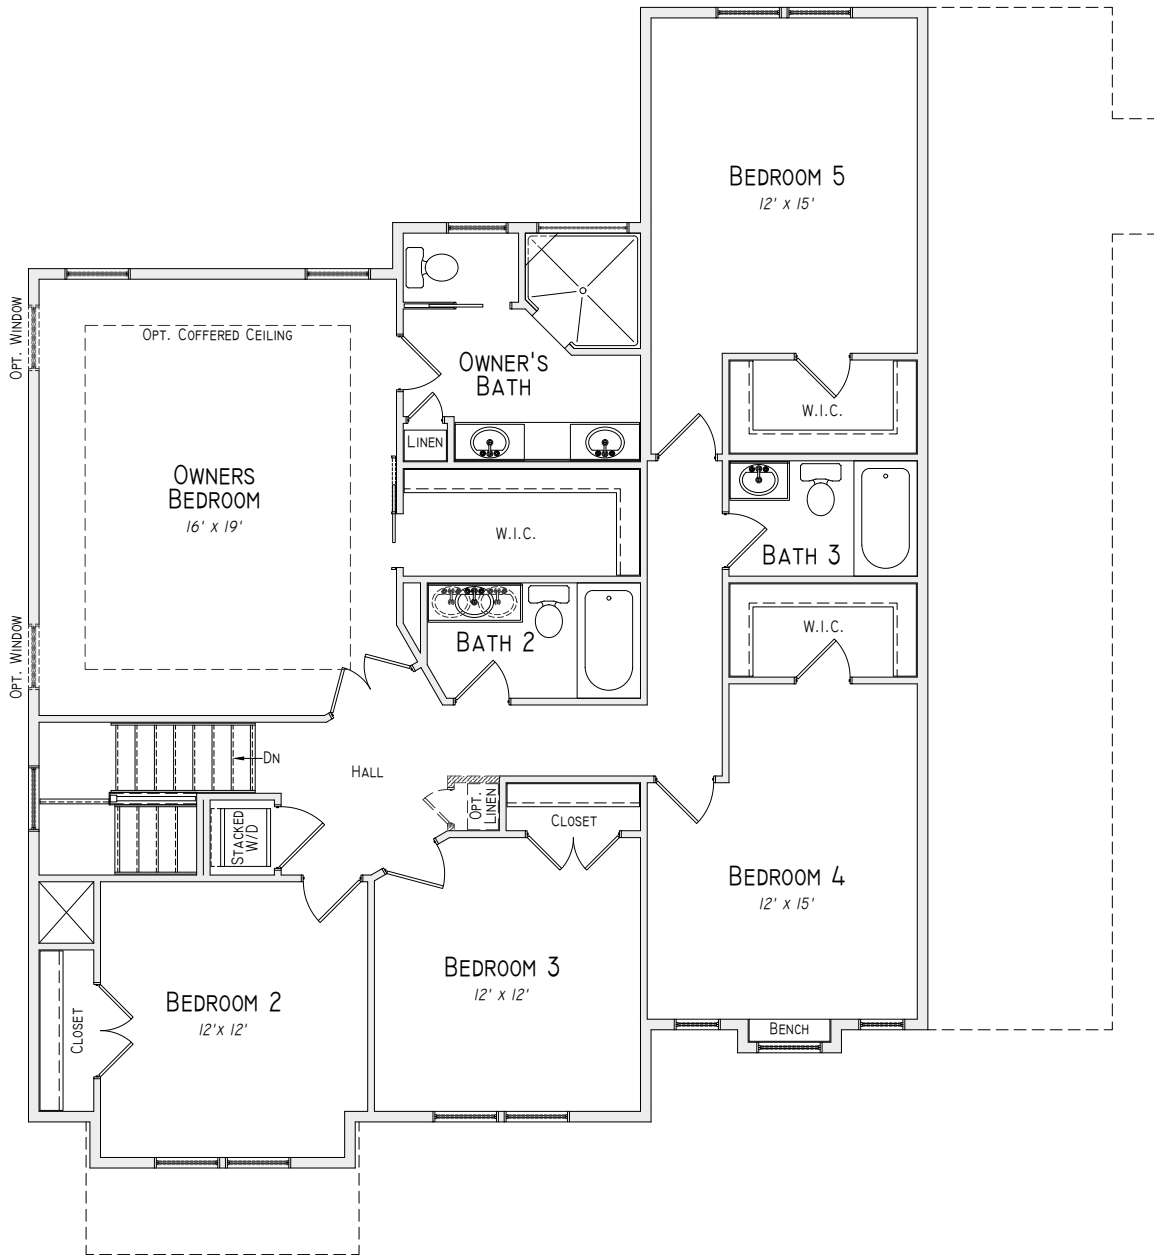 BEDROOM 5
12' x 15'
OPT. WINDOW
OPT. COFFERED CEILING
OWNER'S
BATH
W.I.C.
LINEN
OWNERS
BEDROOM
16' x 19'
W.I.C.
BATH 3
OPT. WINDOW
BATH 2
W.I.C.
DN
HALL
OPT.
LINEN
CLOSET
STACKED
W/D
BEDROOM 4
12' x 15'
BEDROOM 3
12' x 12'
BEDROOM 2
12'x 12'
CLOSET
BENCH